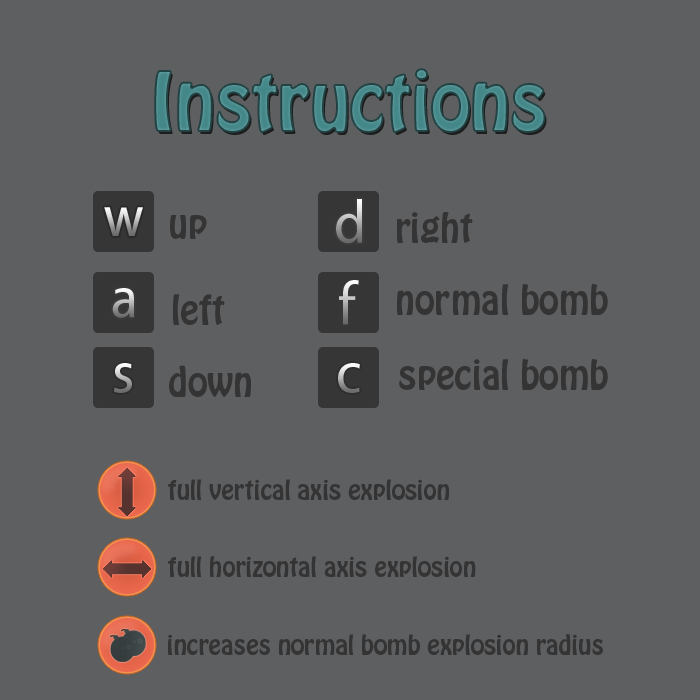 Instructions
w up
d right
a left
f normal bomb
s down
c special bomb
full vertical axis explosion
full horizontal axis explosion
increases normal bomb explosion radius